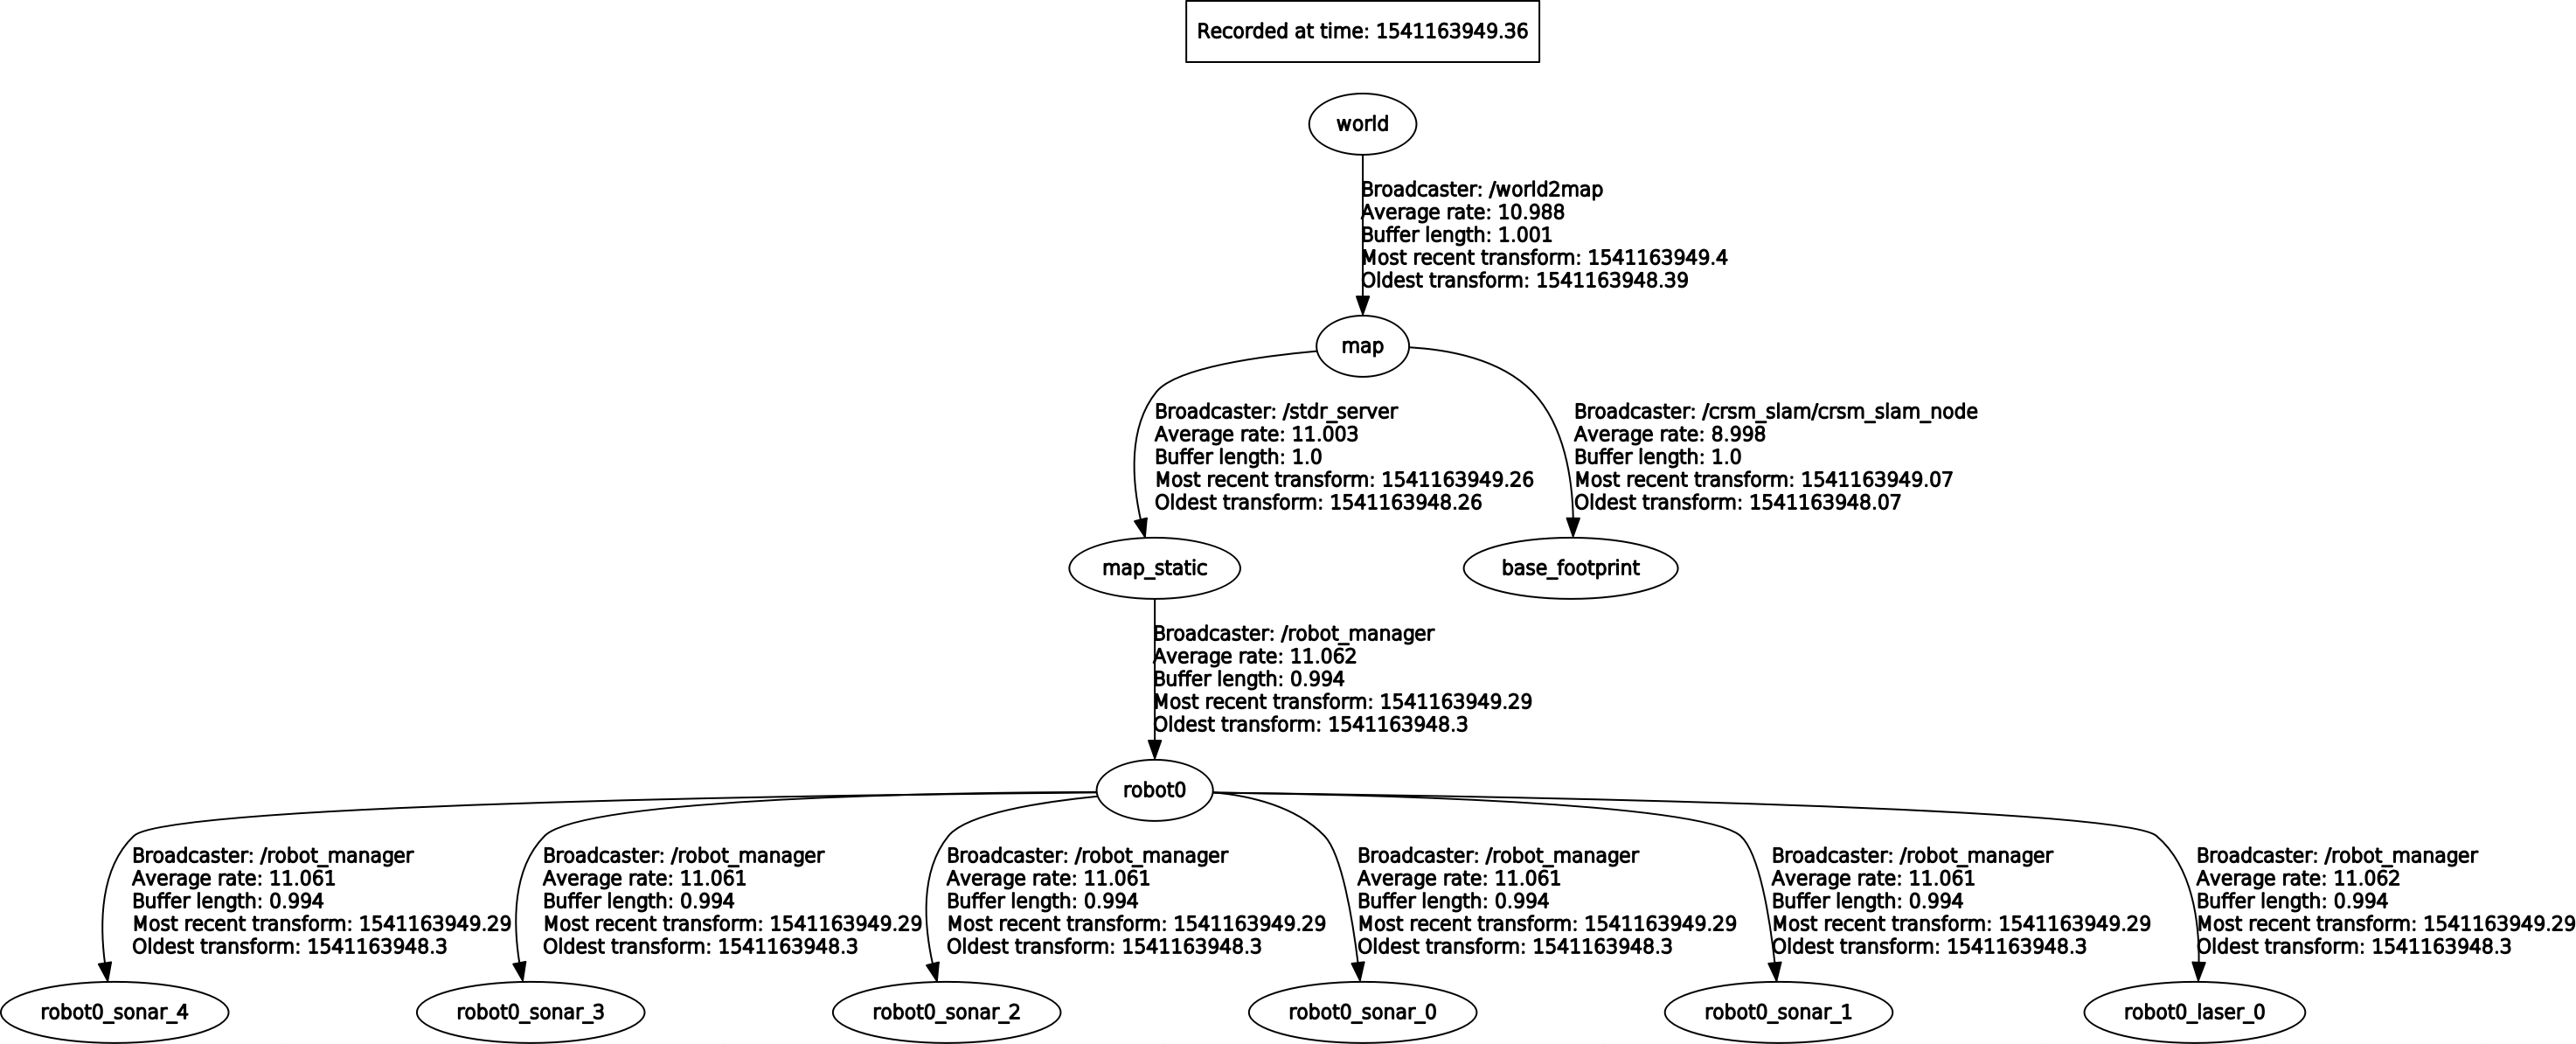 Recorded at time: 1541163949.36
world
Broadcaster: /world2map
Average rate: 10.988
Buffer length: 1.001
Most recent transform: 1541163949.4
Oldest transform: 1541163948.39
map
Broadcaster: /stdr_server
Average rate: 11.003
Buffer length: 1.0
Most recent transform: 1541163949.26
Oldest transform: 1541163948.26
Broadcaster: /crsm_slam/crsm_slam_node
Average rate: 8.998
Buffer length: 1.0
Most recent transform: 1541163949.07
Oldest transform: 1541163948.07
map_static
base_footprint
Broadcaster: /robot_manager
Average rate: 11.062
Buffer length: 0.994
Most recent transform: 1541163949.29
Oldest transform: 1541163948.3
robot0
Broadcaster: /robot_manager
Average rate: 11.061
Buffer length: 0.994
Most recent transform: 1541163949.29
Oldest transform: 1541163948.3
Broadcaster: /robot_manager
Average rate: 11.061
Buffer length: 0.994
Most recent transform: 1541163949.29
Oldest transform: 1541163948.3
Broadcaster: /robot_manager
Average rate: 11.061
Buffer length: 0.994
Most recent transform: 1541163949.29
Oldest transform: 1541163948.3
Broadcaster: /robot_manager
Average rate: 11.061
Buffer length: 0.994
Most recent transform: 1541163949.29
Oldest transform: 1541163948.3
Broadcaster: /robot_manager
Average rate: 11.061
Buffer length: 0.994
Most recent transform: 1541163949.29
Oldest transform: 1541163948.3
Broadcaster: /robot_manager
Average rate: 11.062
Buffer length: 0.994
Most recent transform: 1541163949.29
Oldest transform: 1541163948.3
robot0_sonar_4
robot0_sonar_3
robot0_sonar_2
robot0_sonar_0
robot0_sonar_1
robot0_laser_0